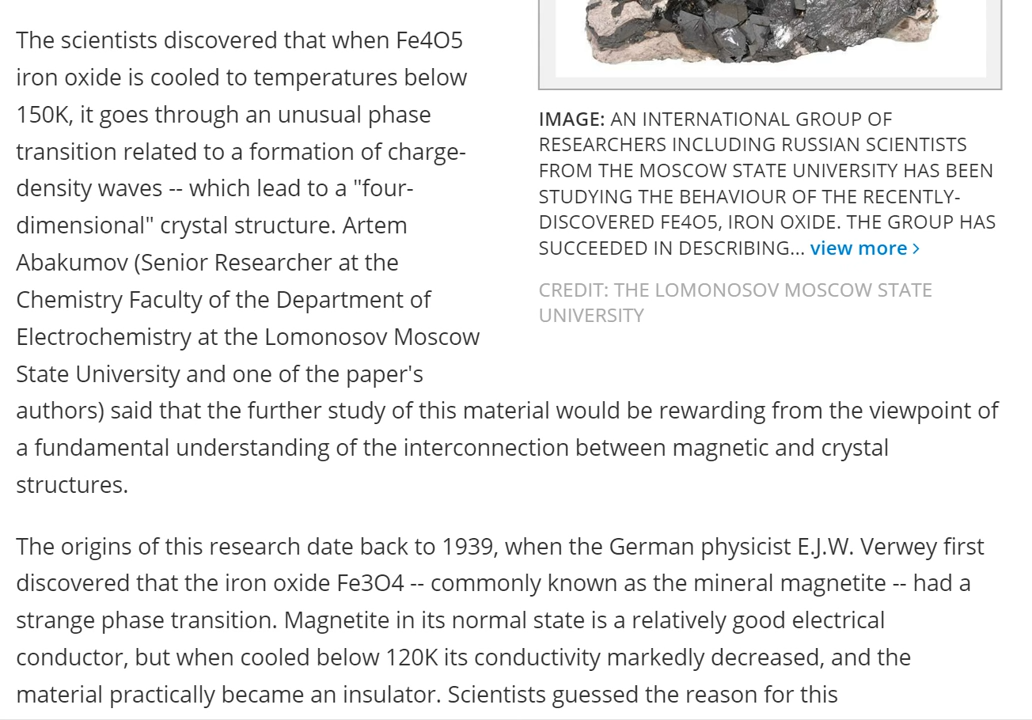 The scientists discovered that when Fe4O5
iron oxide is cooled to temperatures below
150K, it goes through an unusual phase
transition related to a formation of charge-
density waves -- which lead to a "four-
dimensional" crystal structure. Artem
Abakumov (Senior Researcher at the
Chemistry Faculty of the Department of
Electrochemistry at the Lomonosov Moscow
State University and one of the paper's
authors) said that the further study of this material would be rewarding from the viewpoint of
a fundamental understanding of the interconnection between magnetic and crystal
structures.
IMAGE: AN INTERNATIONAL GROUP OF
RESEARCHERS INCLUDING RUSSIAN SCIENTISTS
FROM THE MOSCOW STATE UNIVERSITY HAS BEEN
STUDYING THE BEHAVIOUR OF THE RECENTLY-
DISCOVERED FE4O5, IRON OXIDE. THE GROUP HAS
SUCCEEDED IN DESCRIBING... view more >
CREDIT: THE LOMONOSOV MOSCOW STATE
UNIVERSITY
The origins of this research date back to 1939, when the German physicist E.J.W. Verwey first
discovered that the iron oxide Fe3O4 -- commonly known as the mineral magnetite -- had a
strange phase transition. Magnetite in its normal state is a relatively good electrical
conductor, but when cooled below 120K its conductivity markedly decreased, and the
material practically became an insulator. Scientists guessed the reason for this